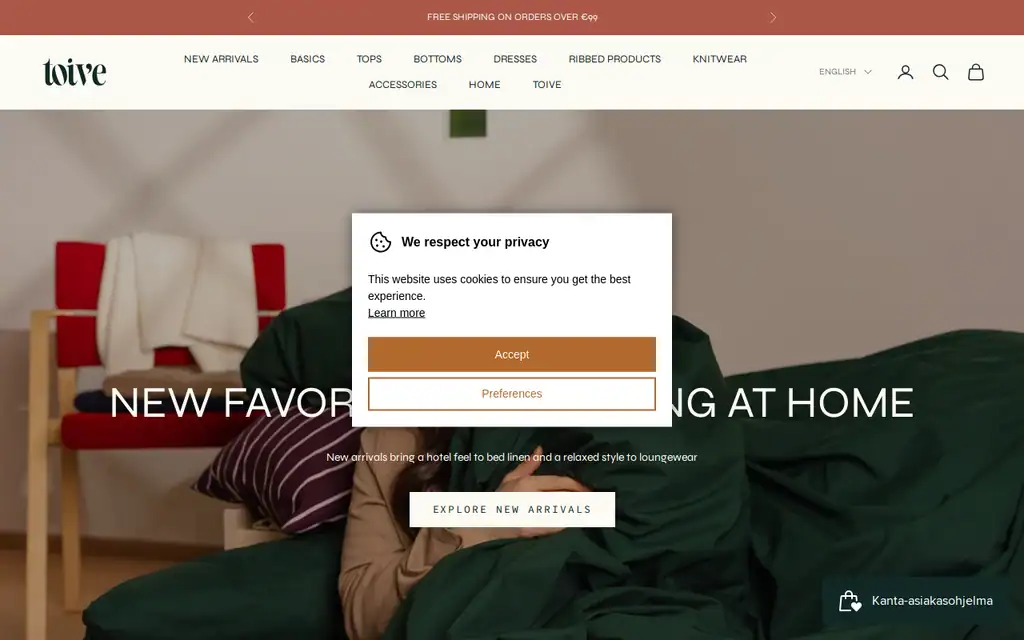 FREE SHIPPING ON ORDERS OVER €99
toive
NEW ARRIVALS BASICS TOPS BOTTOMS DRESSES RIBBED PRODUCTS KNITWEAR
ACCESSORIES HOME TOIVE
ENGLISH
We respect your privacy
This website uses cookies to ensure you get the best
experience.
Learn more
Accept
Preferences
NEW AT HOME
New arrivals bring a hotel feel to bed linen and a relaxed style to loungewear
EXPLORE NEW ARRIVALS
Kanta-asiakasohjelma